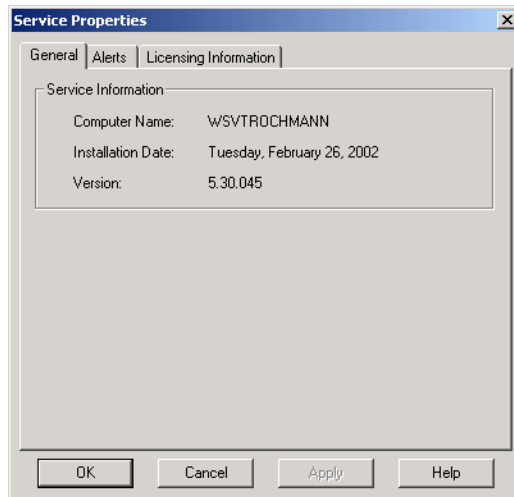 Service Properties
General Alerts Licensing Information
Service Information
Computer Name: WSVTROCHMANN
Installation Date: Tuesday, February 26, 2002
Version: 5.30.045
OK Cancel Apply Help